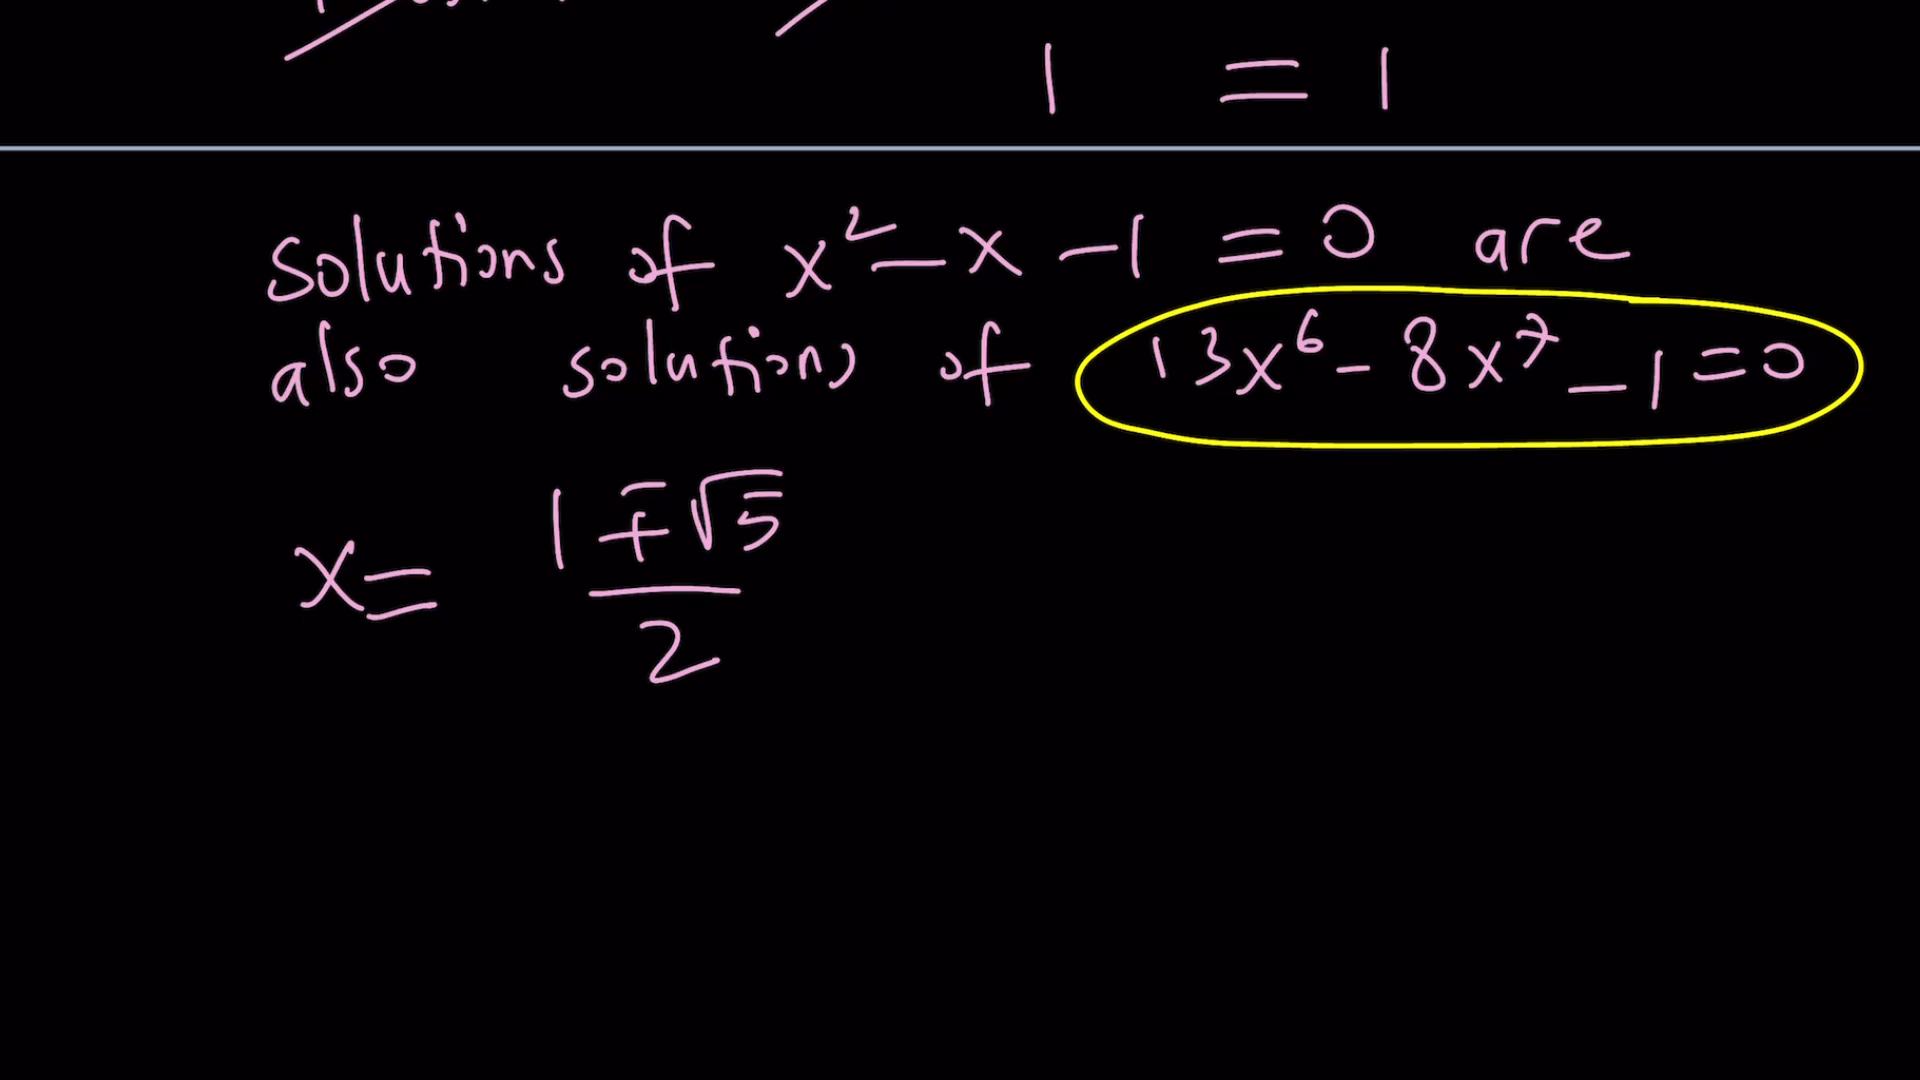 1 = 1
Solutions of x² - x - 1 = 0 are
also solutions of 13x⁶ - 8x⁷ - 1 = 0
x = (1 ∓ √5)/2